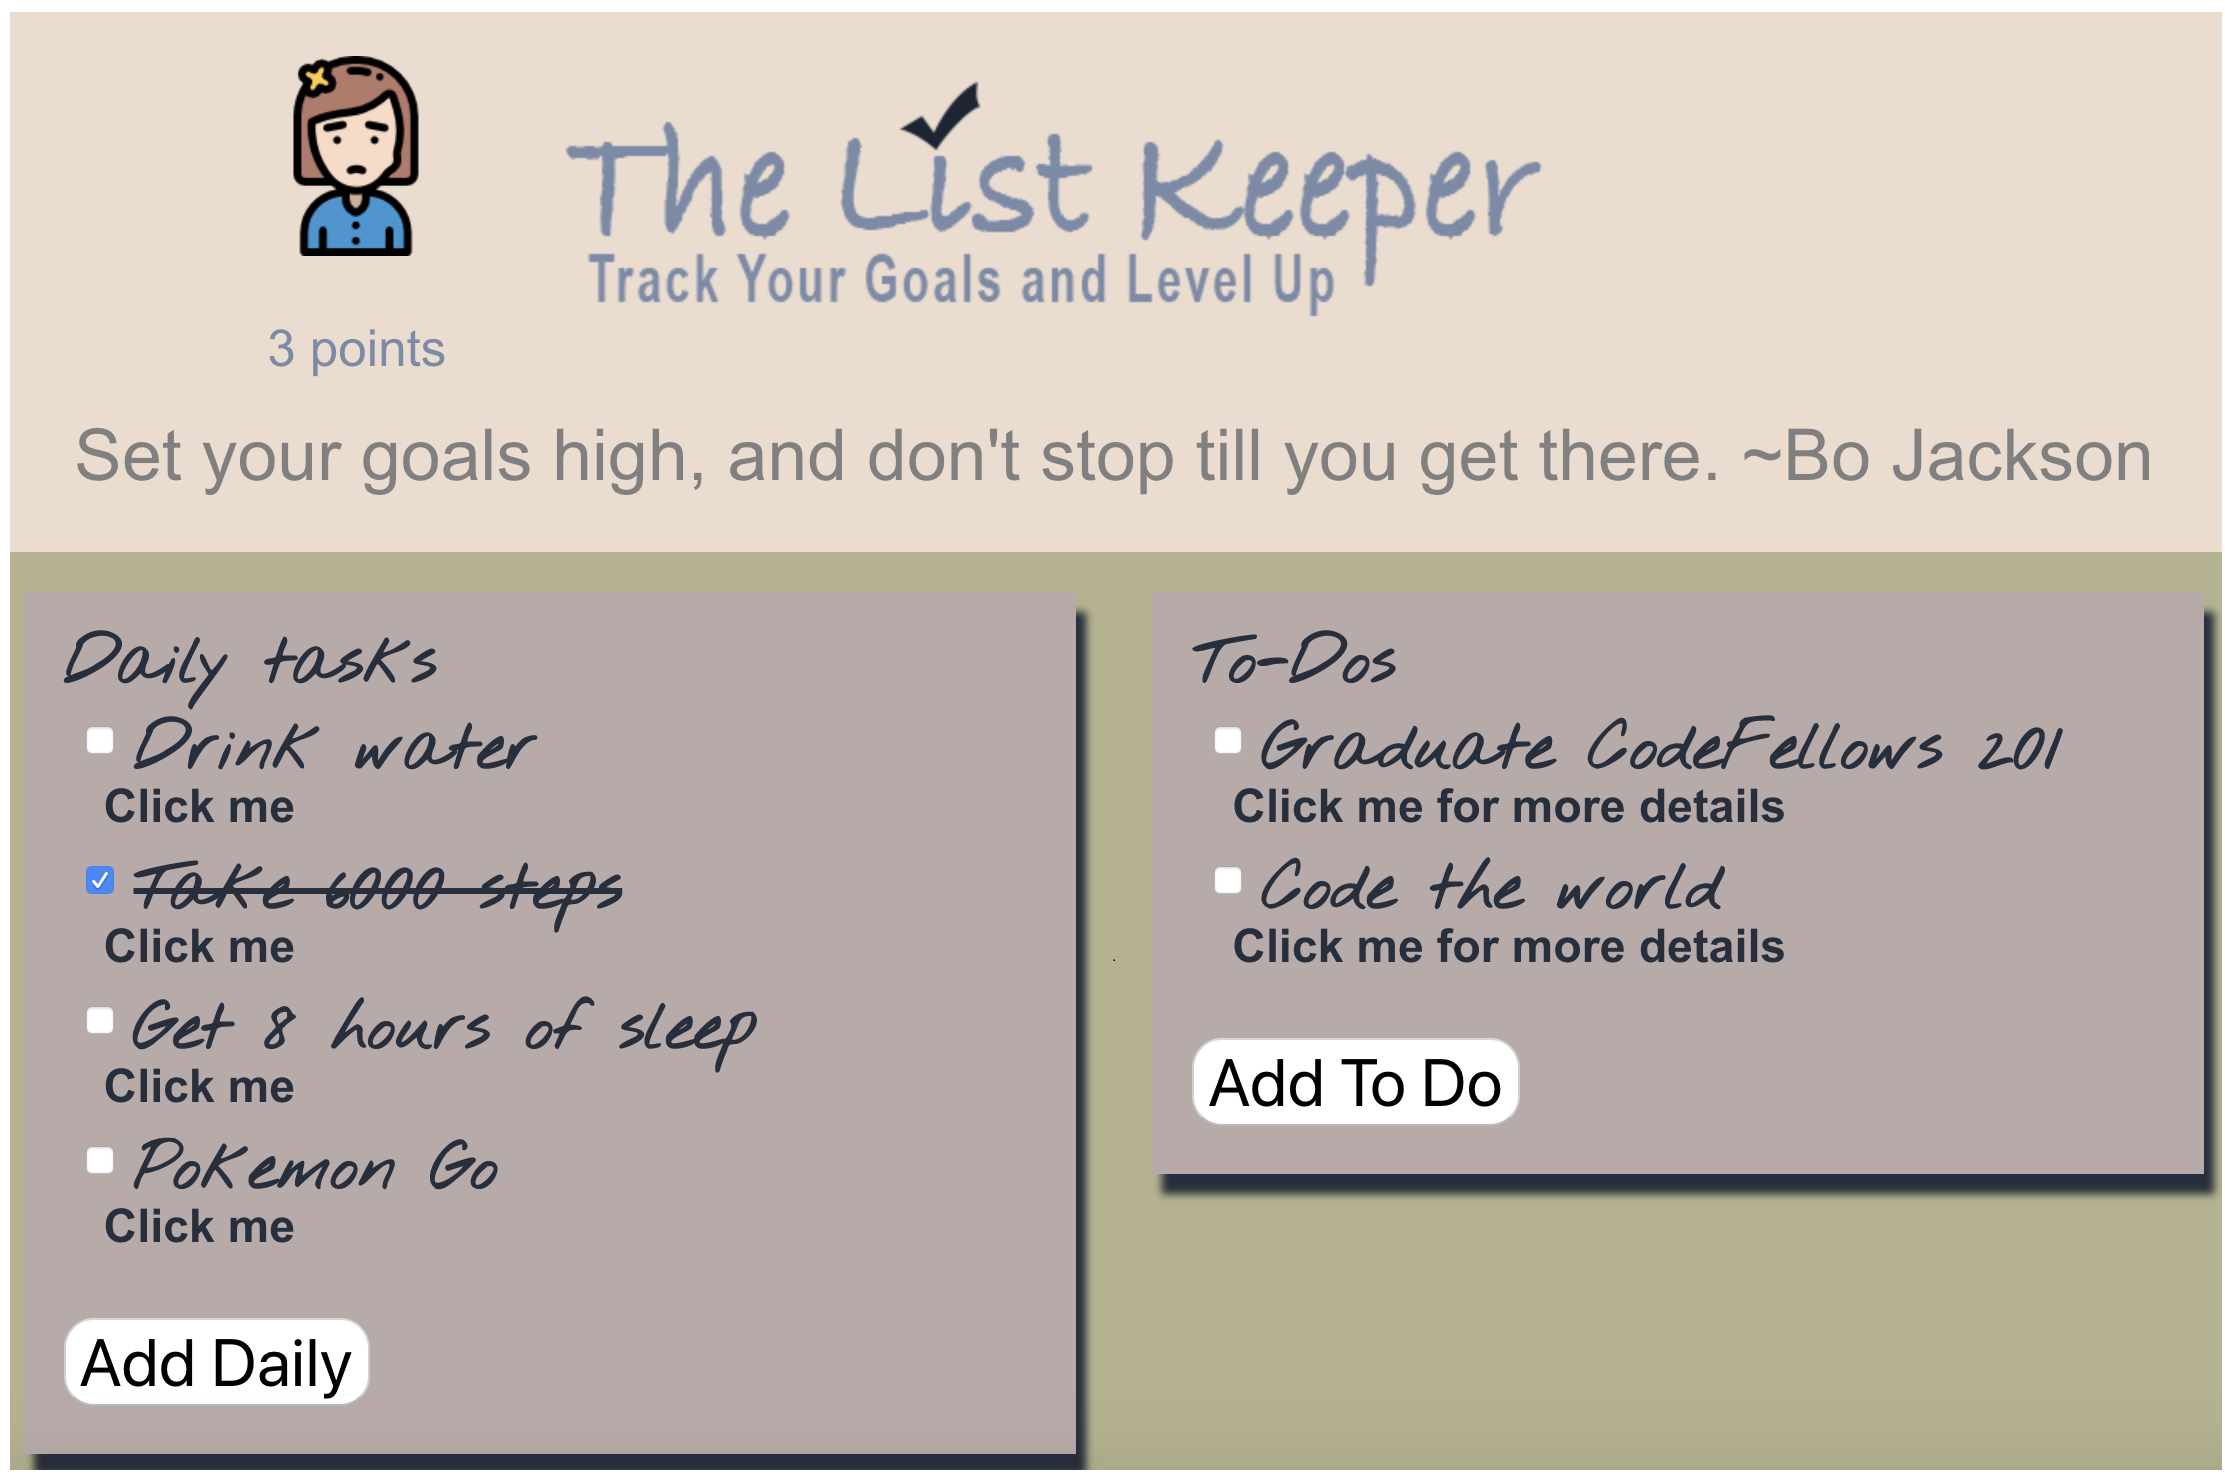 The List Keeper
Track Your Goals and Level Up
3 points
Set your goals high, and don't stop till you get there. ~Bo Jackson
Daily tasks
Drink water
Click me
Take 6000 steps
Click me
Get 8 hours of sleep
Click me
Pokemon Go
Click me
Add Daily
.
To-Dos
Graduate CodeFellows 201
Click me for more details
Code the world
Click me for more details
Add To Do